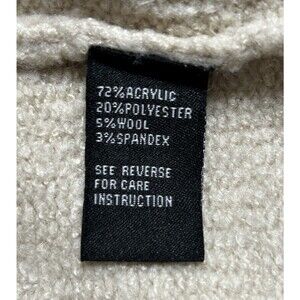 72%ACRYLIC
20%POLYESTER
5%WOOL
3%SPANDEX
SEE REVERSE
FOR CARE
INSTRUCTION